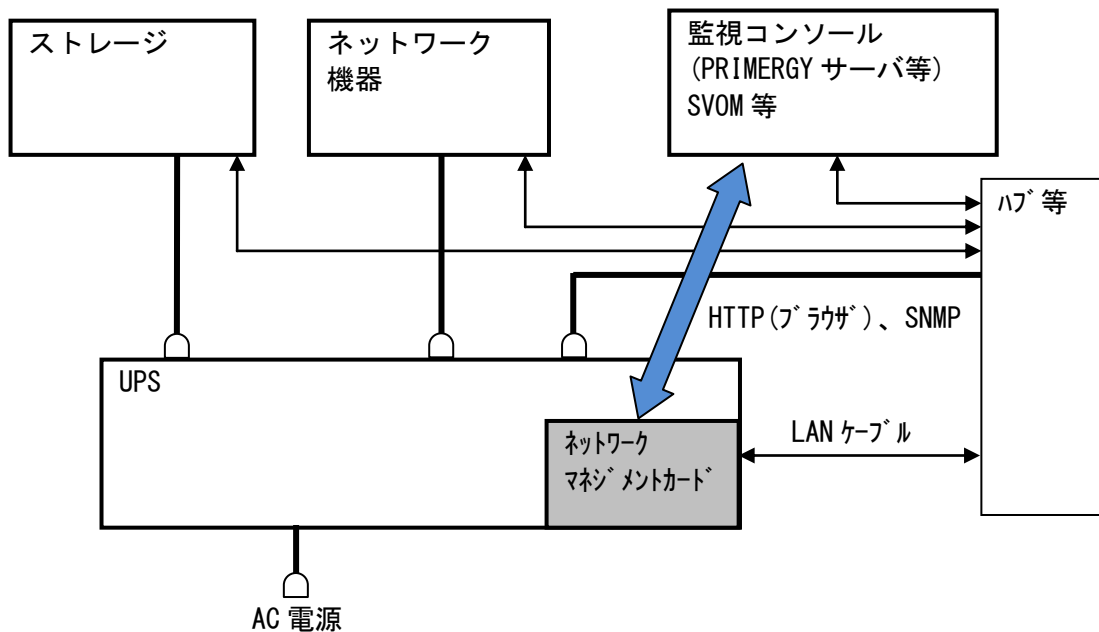 ストレージ
ネットワーク
機器
監視コンソール
(PRIMERGY サーバ等)
SVOM 等
ﾊﾌﾞ等
HTTP(ﾌﾞﾗｳｻﾞ)、SNMP
UPS
ﾈｯﾄﾜｰｸ
ﾏﾈｼﾞﾒﾝﾄｶｰﾄﾞ
LAN ｹｰﾌﾞﾙ
AC 電源